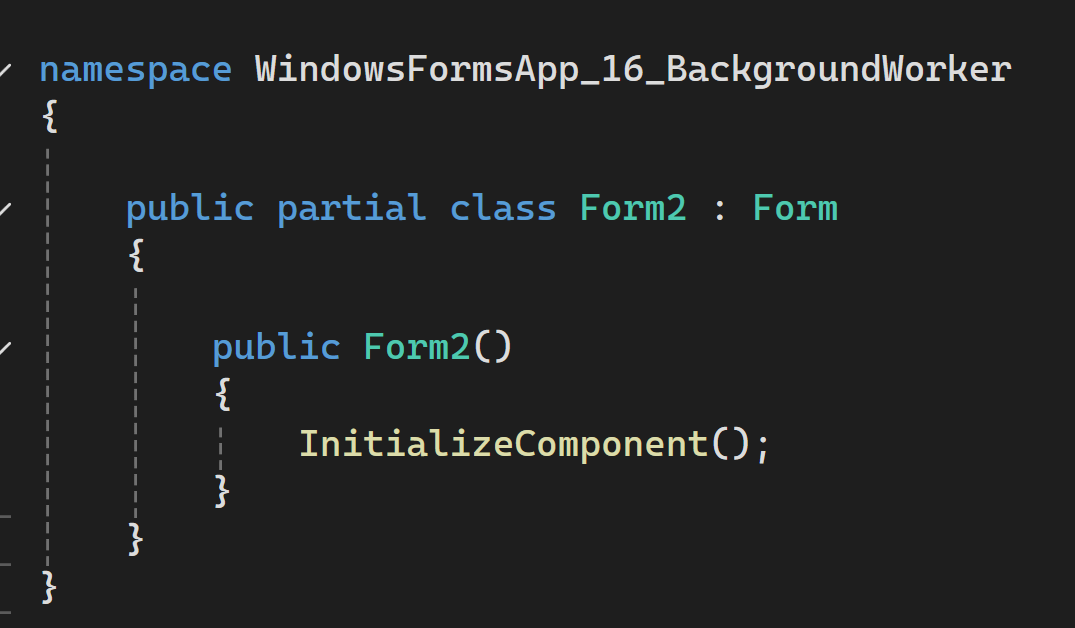 namespace WindowsFormsApp_16_BackgroundWorker
{
public partial class Form2 : Form
{
public Form2()
{
InitializeComponent();
}
}
}